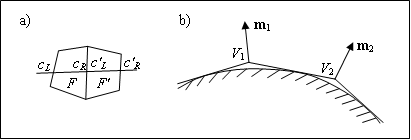 a)
b)
m₁
m₂
V₁
V₂
c_L c_R c'_L c'_R
F F'